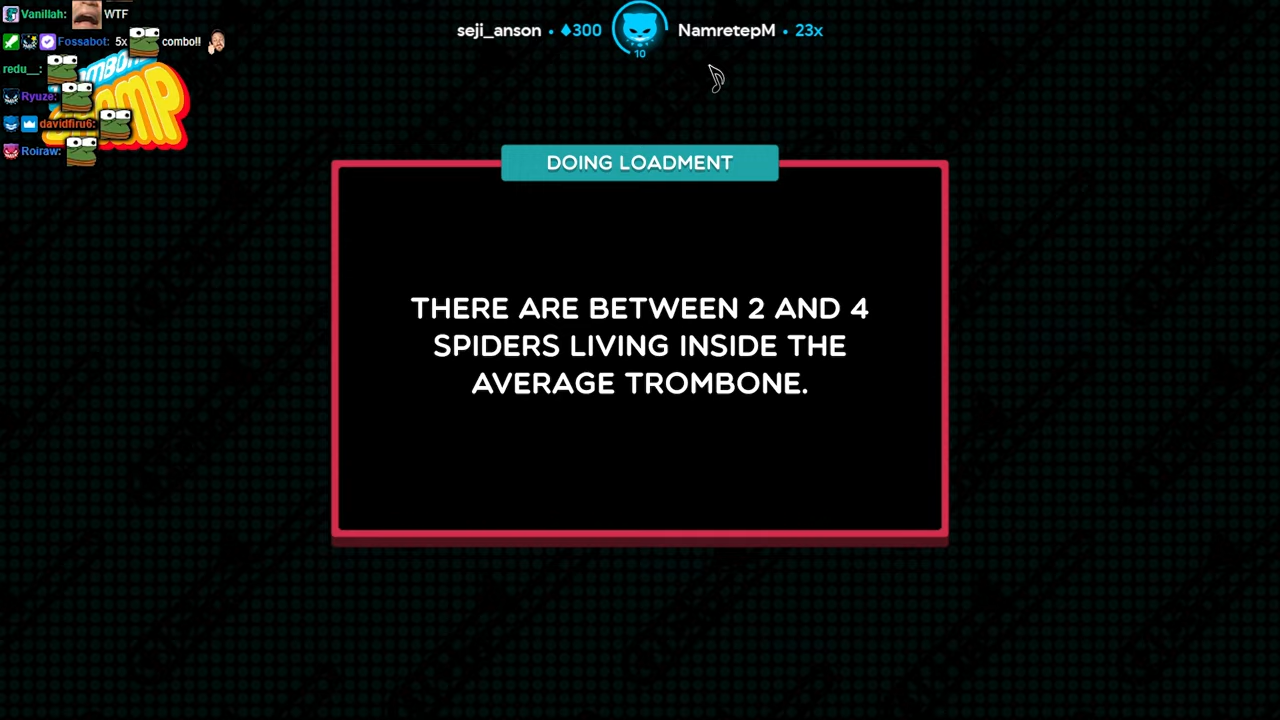 Vanillah: WTF
Fossabot: 5x combo!!
redu__:
Ryuze:
davidfiru6:
Roiraw:
seji_anson • 300
10
NamretepM • 23x
DOING LOADMENT
THERE ARE BETWEEN 2 AND 4
SPIDERS LIVING INSIDE THE
AVERAGE TROMBONE.